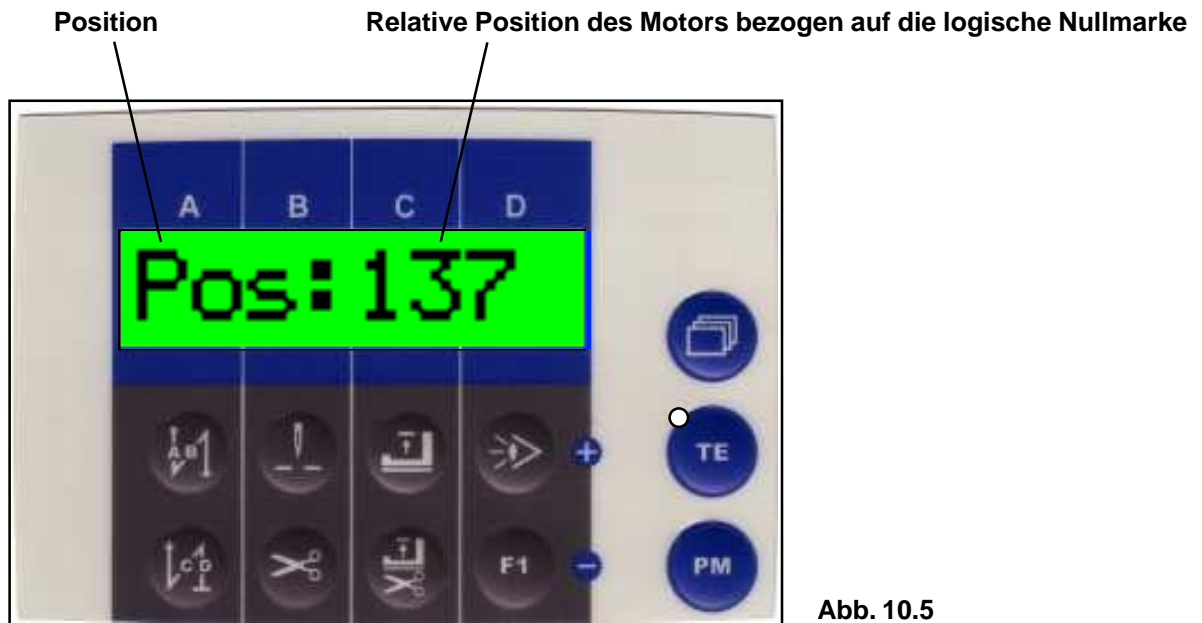 Position
Relative Position des Motors bezogen auf die logische Nullmarke
A B C D
Pos:137
A B
+
TE
C D
F1
-
PM
Abb. 10.5